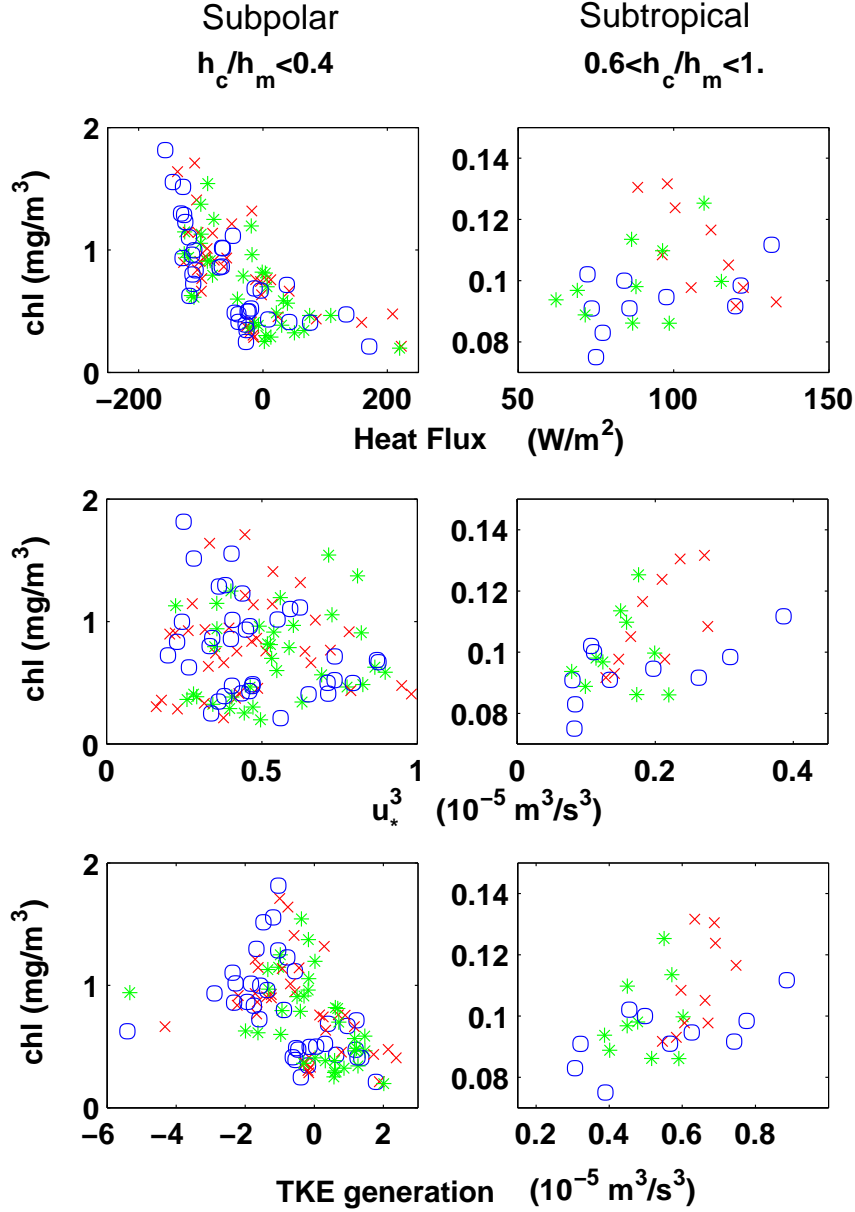 Subpolar Subtropical
h_c/h_m<0.4 0.6<h_c/h_m<1.
chl (mg/m^3)
2
1
0
−200 0 200
0.14
0.12
0.1
0.08
50 100 150
Heat Flux (W/m^2)
chl (mg/m^3)
2
1
0
0 0.5 1
0.14
0.12
0.1
0.08
0 0.2 0.4
u_*^3 (10^−5 m^3/s^3)
chl (mg/m^3)
2
1
0
−6 −4 −2 0 2
0.14
0.12
0.1
0.08
0.2 0.4 0.6 0.8
TKE generation (10^−5 m^3/s^3)